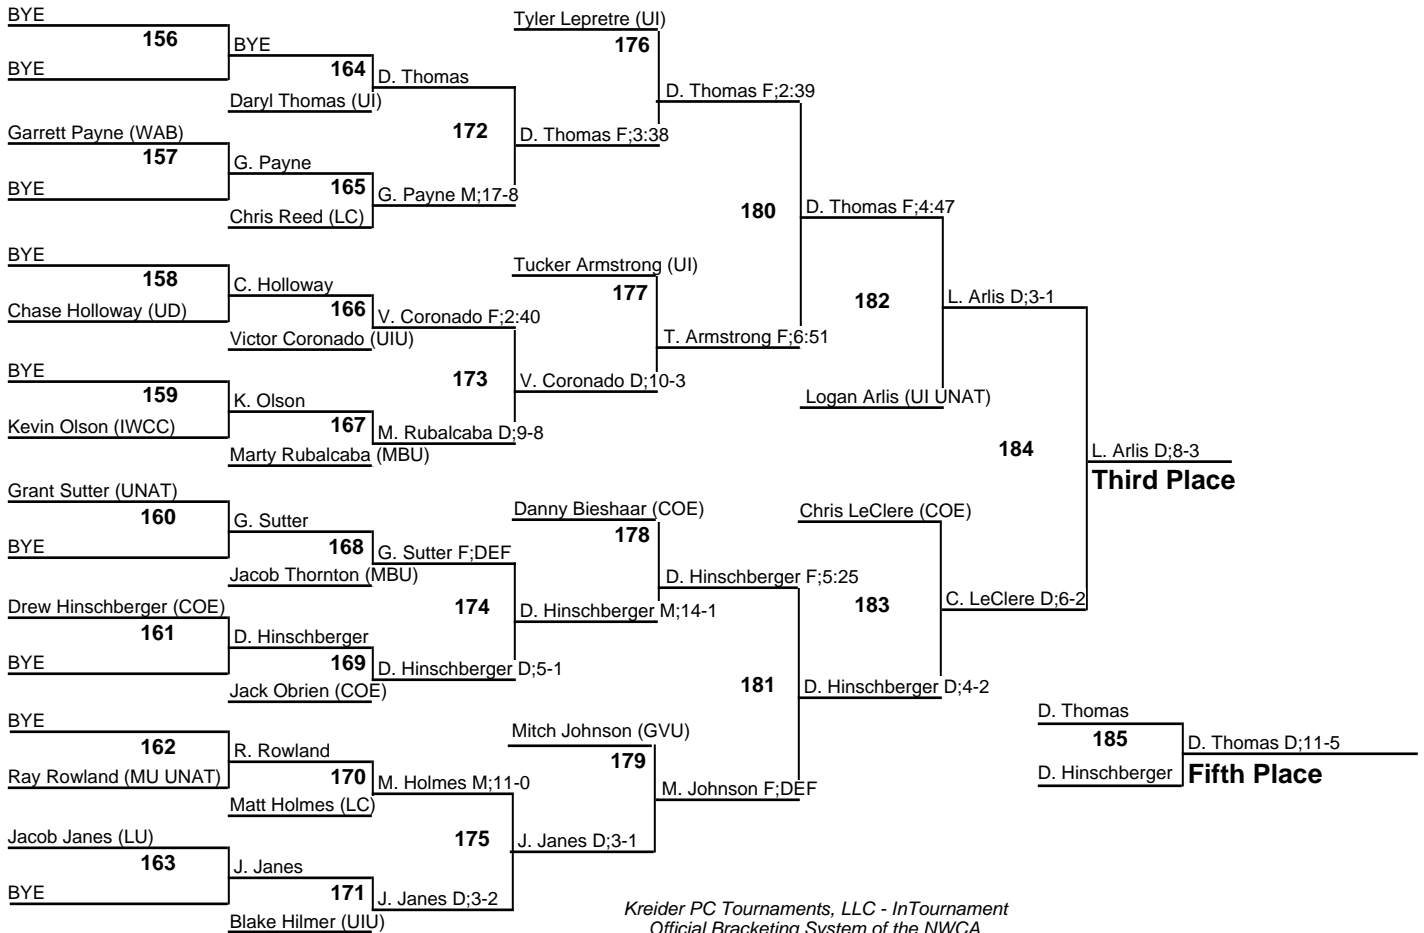 BYE
156
BYE
BYE
164
Daryl Thomas (UI)
D. Thomas
Garrett Payne (WAB)
157
BYE
G. Payne
165
Chris Reed (LC)
G. Payne M;17-8
172
D. Thomas F;3:38
Tyler Lepretre (UI)
176
D. Thomas F;2:39
BYE
158
Chase Holloway (UD)
C. Holloway
166
Victor Coronado (UIU)
V. Coronado F;2:40
BYE
159
Kevin Olson (IWCC)
K. Olson
167
Marty Rubalcaba (MBU)
M. Rubalcaba D;9-8
173
V. Coronado D;10-3
Tucker Armstrong (UI)
177
T. Armstrong F;6:51
180
D. Thomas F;4:47
182
Logan Arlis (UI UNAT)
L. Arlis D;3-1
Grant Sutter (UNAT)
160
BYE
G. Sutter
168
Jacob Thornton (MBU)
G. Sutter F;DEF
Drew Hinschberger (COE)
161
BYE
D. Hinschberger
169
Jack Obrien (COE)
D. Hinschberger D;5-1
174
D. Hinschberger M;14-1
Danny Bieshaar (COE)
178
D. Hinschberger F;5:25
BYE
162
Ray Rowland (MU UNAT)
R. Rowland
170
Matt Holmes (LC)
M. Holmes M;11-0
Jacob Janes (LU)
163
BYE
J. Janes
171
Blake Hilmer (UIU)
J. Janes D;3-2
175
J. Janes D;3-1
Mitch Johnson (GVU)
179
M. Johnson F;DEF
181
D. Hinschberger D;4-2
Chris LeClere (COE)
183
C. LeClere D;6-2
184
L. Arlis D;8-3
Third Place
D. Thomas
185
D. Hinschberger
D. Thomas D;11-5
Fifth Place
Kreider PC Tournaments, LLC - InTournament
Official Bracketing System of the NWCA